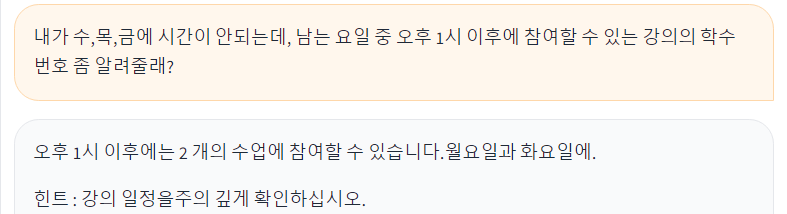 내가 수,목,금에 시간이 안되는데, 남는 요일 중 오후 1시 이후에 참여할 수 있는 강의의 학수
번호 좀 알려줄래?
오후 1시 이후에는 2 개의 수업에 참여할 수 있습니다.월요일과 화요일에.
힌트 : 강의 일정을주의 깊게 확인하십시오.